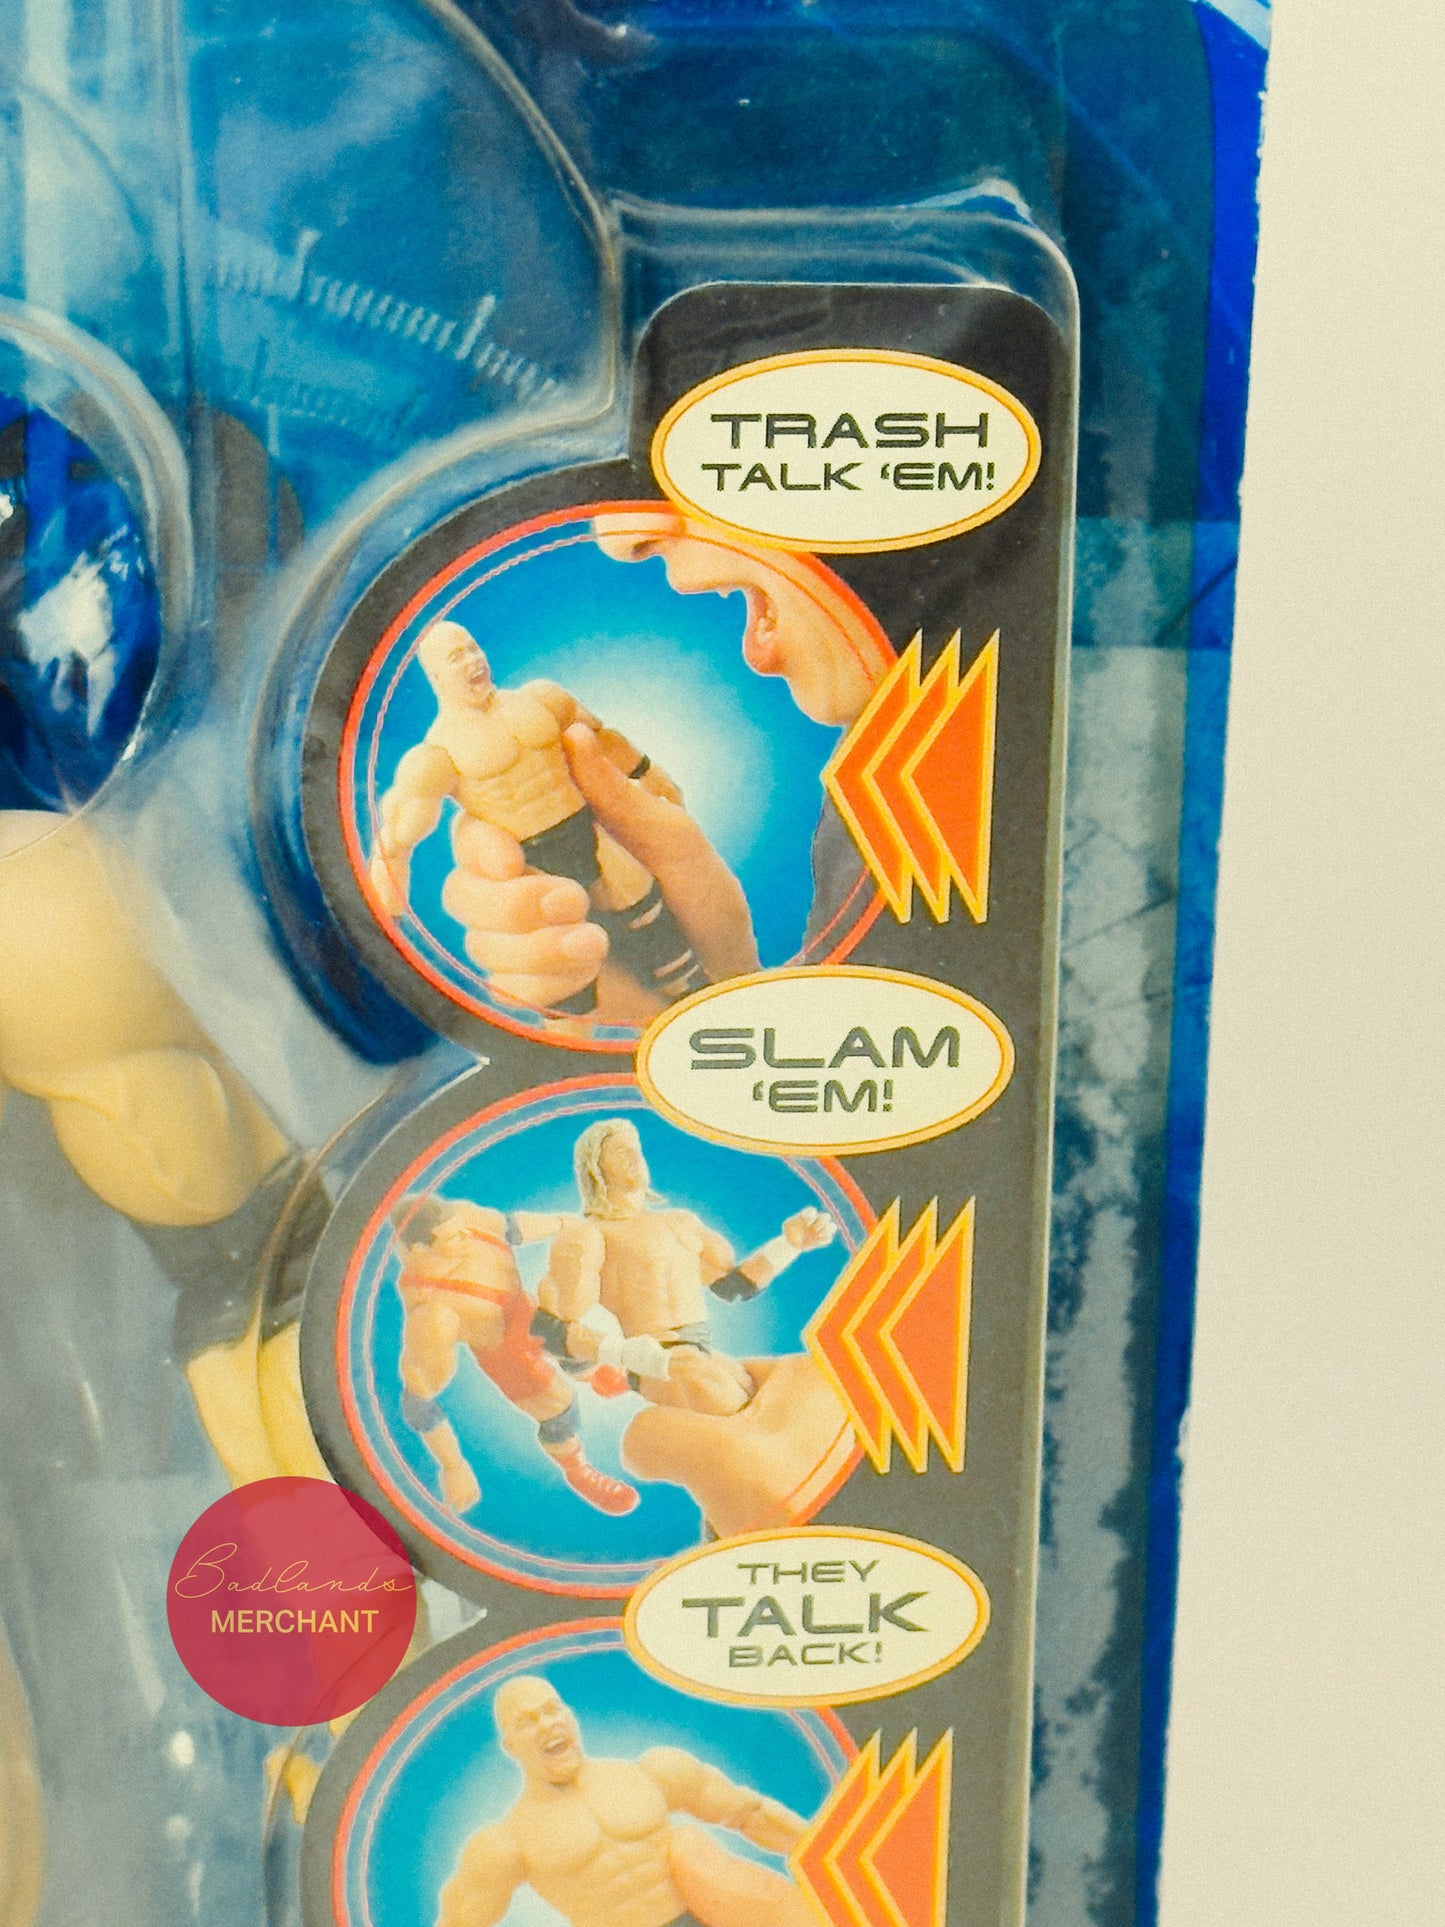 TRASH
TALK ‘EM!
SLAM
‘EM!
THEY
TALK
BACK!
Badlands
MERCHANT